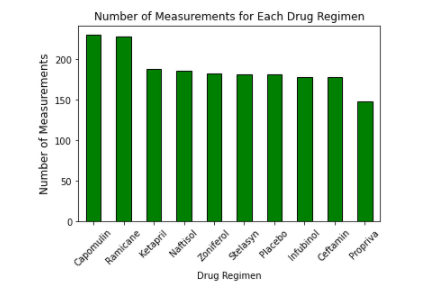 Number of Measurements for Each Drug Regimen
Number of Measurements
200
150
100
50
0
Capomulin
Ramicane
Ketapril
Naftisol
Zoniferol
Stelasyn
Placebo
Infubinol
Ceftamin
Propriva
Drug Regimen